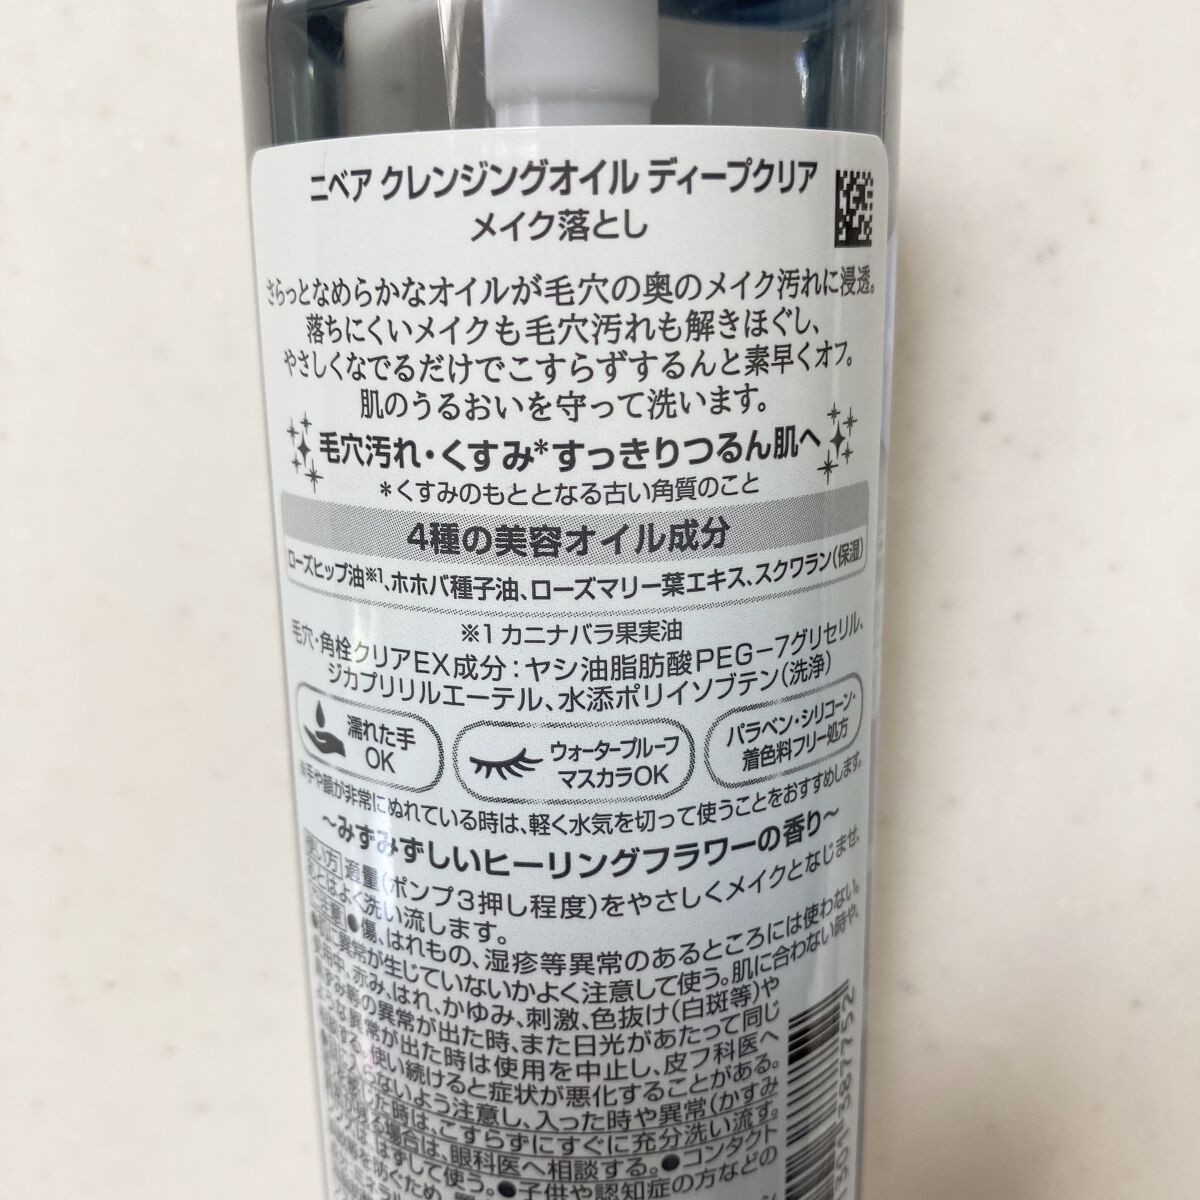 ニベア クレンジングオイル ディープクリア
メイク落とし
さらっとなめらかなオイルが毛穴の奥のメイク汚れに浸透。
落ちにくいメイクも毛穴汚れも解きほぐし、
やさしくなでるだけでこすらずするんと素早くオフ。
肌のうるおいを守って洗います。
毛穴汚れ・くすみ*すっきりつるん肌へ
*くすみのもととなる古い角質のこと
4種の美容オイル成分
ローズヒップ油※1、ホホバ種子油、ローズマリー葉エキス、スクワラン(保湿)
※1 カニナバラ果実油
毛穴・角栓クリアEX成分:ヤシ油脂肪酸PEG-7グリセリル、
ジカプリリルエーテル、水添ポリイソブテン(洗浄)
濡れた手
OK
ウォータープルーフ
マスカラOK
パラベン・シリコーン・
着色料フリー処方
※手や顔が非常にぬれている時は、軽く水気を切って使うことをおすすめします。
～みずみずしいヒーリングフラワーの香り～
使い方 適量(ポンプ3押し程度)をやさしくメイクとなじませ、
あとはよく洗い流します。
ご注意 ●傷、はれもの、湿疹等異常のあるところには使わない。
●肌に異常が生じていないかよく注意して使う。肌に合わない時や、
使用中、赤み、はれ、かゆみ、刺激、色抜け(白斑等)や
黒ずみ等の異常が出た時、また日光があたって同じ
ような異常が出た時は使用を中止し、皮フ科医へ
相談する。使い続けると症状が悪化することがある。
●目に入らないよう注意し、入った時や異常(かすみ
した時は、こすらずにすぐに充分洗い流す。
場合は、眼科医へ相談する。●コンタクト
はずして使う。●子供や認知症の方などの
を防ぐため、